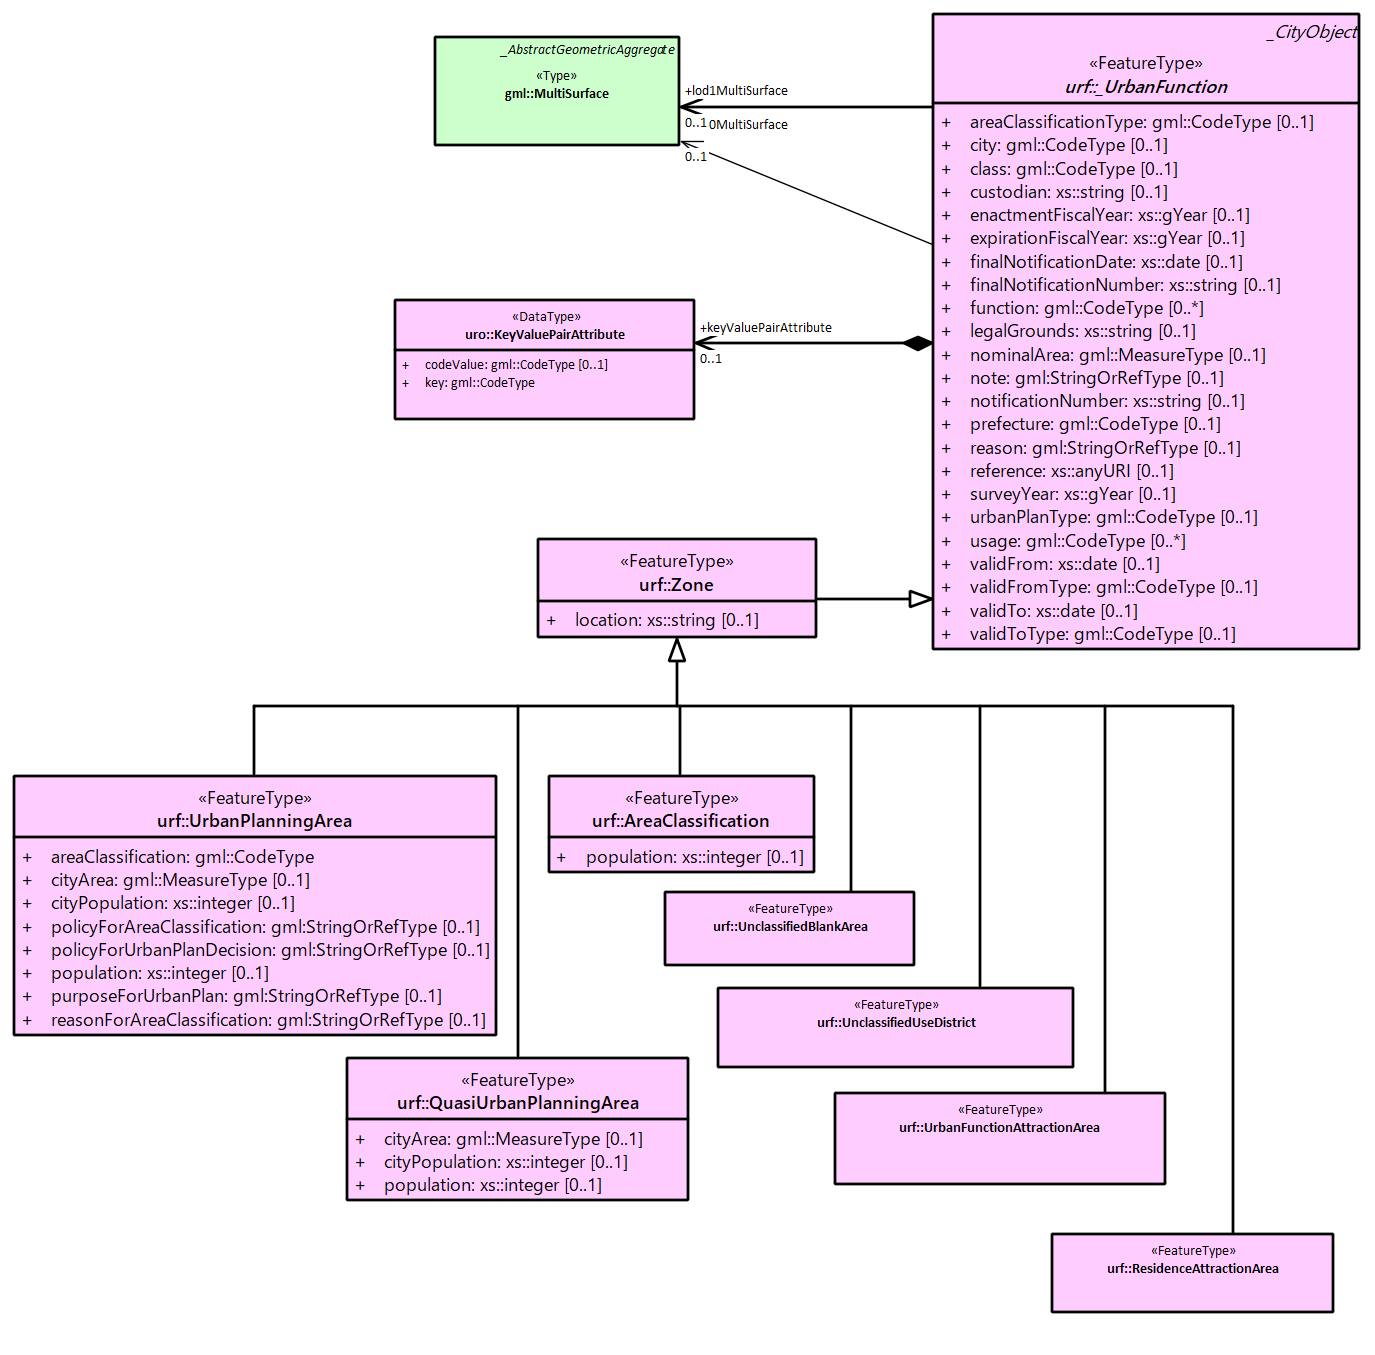 _AbstractGeometricAggregate
«Type»
gml::MultiSurface
_CityObject
«FeatureType»
urf::_UrbanFunction
+ areaClassificationType: gml::CodeType [0..1]
+ city: gml::CodeType [0..1]
+ class: gml::CodeType [0..1]
+ custodian: xs::string [0..1]
+ enactmentFiscalYear: xs::gYear [0..1]
+ expirationFiscalYear: xs::gYear [0..1]
+ finalNotificationDate: xs::date [0..1]
+ finalNotificationNumber: xs::string [0..1]
+ function: gml::CodeType [0..*]
+ legalGrounds: xs::string [0..1]
+ nominalArea: gml::MeasureType [0..1]
+ note: gml:StringOrRefType [0..1]
+ notificationNumber: xs::string [0..1]
+ prefecture: gml::CodeType [0..1]
+ reason: gml:StringOrRefType [0..1]
+ reference: xs::anyURI [0..1]
+ surveyYear: xs::gYear [0..1]
+ urbanPlanType: gml::CodeType [0..1]
+ usage: gml::CodeType [0..*]
+ validFrom: xs::date [0..1]
+ validFromType: gml::CodeType [0..1]
+ validTo: xs::date [0..1]
+ validToType: gml::CodeType [0..1]
+lod1MultiSurface
0..1
0MultiSurface
0..1
«DataType»
uro::KeyValuePairAttribute
+ codeValue: gml::CodeType [0..1]
+ key: gml::CodeType
+keyValuePairAttribute
0..1
«FeatureType»
urf::Zone
+ location: xs::string [0..1]
«FeatureType»
urf::UrbanPlanningArea
+ areaClassification: gml::CodeType
+ cityArea: gml::MeasureType [0..1]
+ cityPopulation: xs::integer [0..1]
+ policyForAreaClassification: gml:StringOrRefType [0..1]
+ policyForUrbanPlanDecision: gml:StringOrRefType [0..1]
+ population: xs::integer [0..1]
+ purposeForUrbanPlan: gml:StringOrRefType [0..1]
+ reasonForAreaClassification: gml:StringOrRefType [0..1]
«FeatureType»
urf::AreaClassification
+ population: xs::integer [0..1]
«FeatureType»
urf::UnclassifiedBlankArea
«FeatureType»
urf::UnclassifiedUseDistrict
«FeatureType»
urf::QuasiUrbanPlanningArea
+ cityArea: gml::MeasureType [0..1]
+ cityPopulation: xs::integer [0..1]
+ population: xs::integer [0..1]
«FeatureType»
urf::UrbanFunctionAttractionArea
«FeatureType»
urf::ResidenceAttractionArea